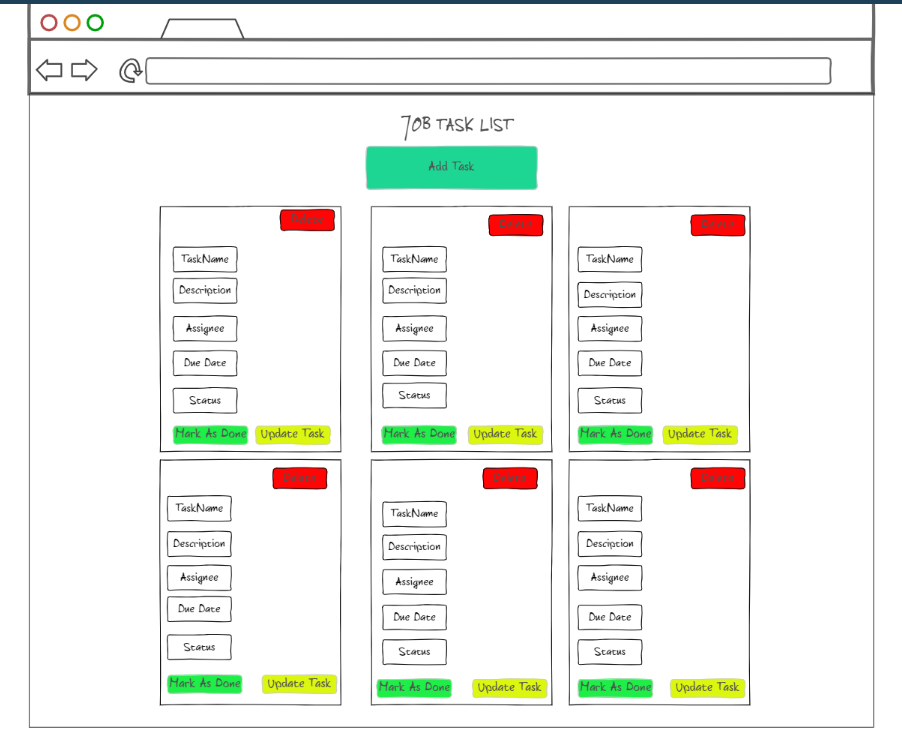 JOB TASK LIST
Add Task
Delete
TaskName
Description
Assignee
Due Date
Status
Mark As Done Update Task
Delete
TaskName
Description
Assignee
Due Date
Status
Mark As Done Update Task
Delete
TaskName
Description
Assignee
Due Date
Status
Mark As Done Update Task
Delete
TaskName
Description
Assignee
Due Date
Status
Mark As Done Update Task
Delete
TaskName
Description
Assignee
Due Date
Status
Mark As Done Update Task
Delete
TaskName
Desciption
Assignee
Due Date
Status
Mark As Done Update Task